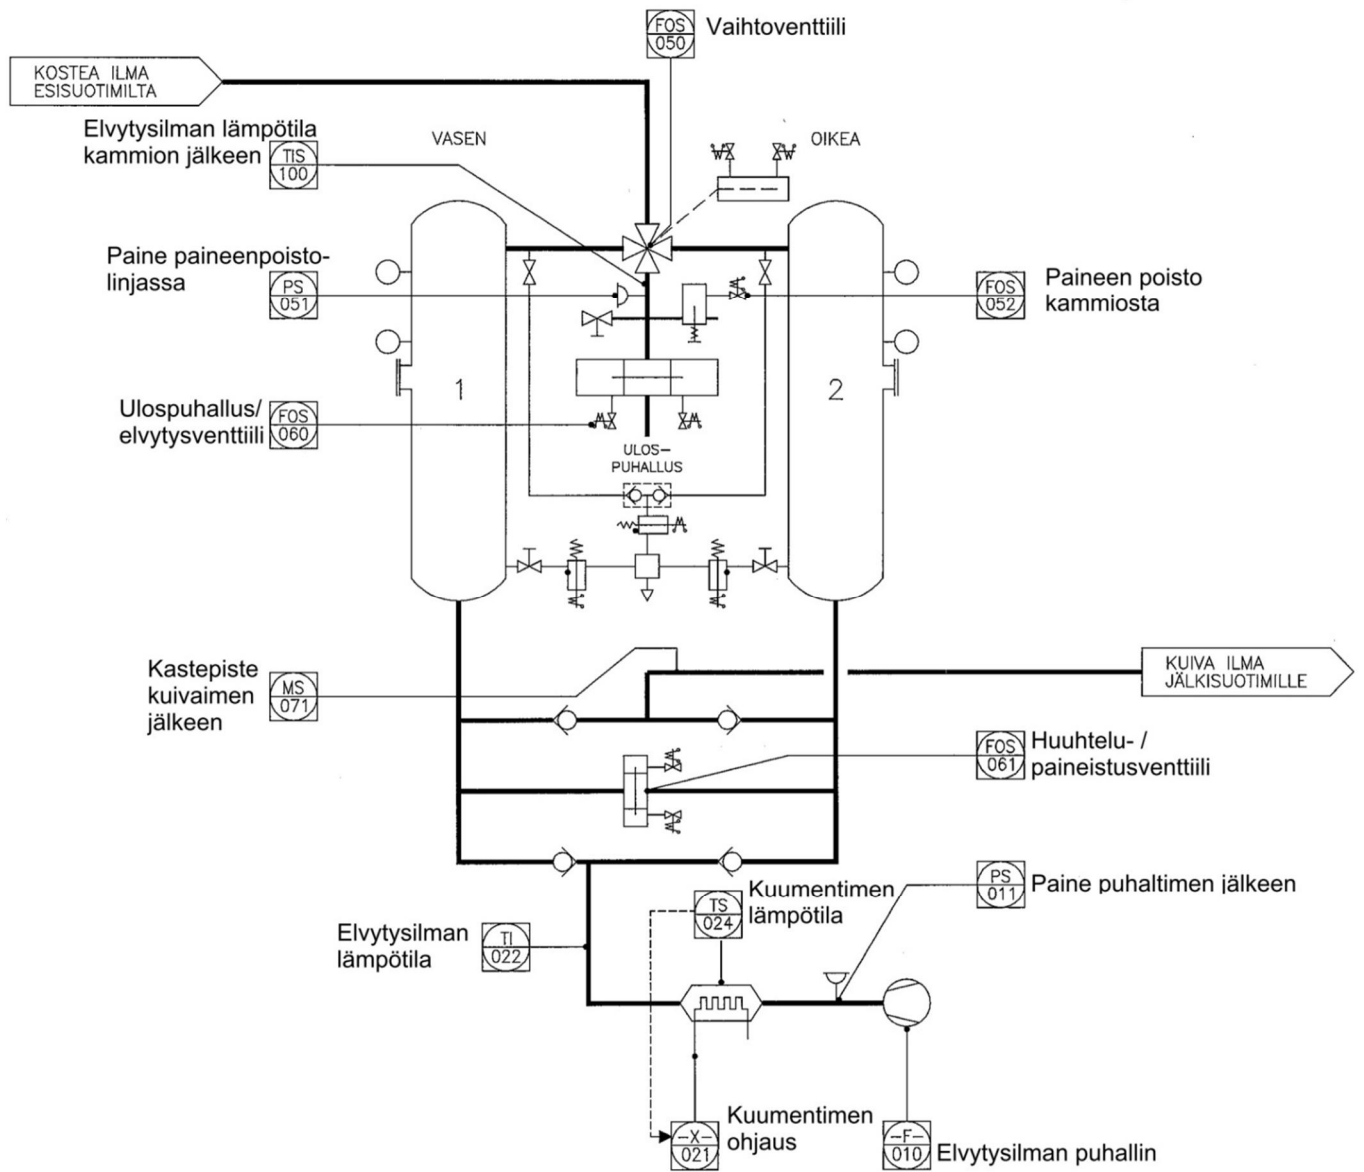 FOS
050
Vaihtoventtiili
KOSTEA ILMA
ESISUOTIMILTA
Elvytysilman lämpötila
kammion jälkeen
TIS
100
VASEN
OIKEA
Paine paineenpoisto-
linjassa
PS
051
FOS
052
Paineen poisto
kammiosta
1
2
Ulospuhallus/
elvytysventtiili
FOS
060
ULOS-
PUHALLUS
Kastepiste
kuivaimen
jälkeen
MS
071
KUIVA ILMA
JÄLKISUOTIMILLE
FOS
061
Huuhtelu- /
paineistusventtiili
PS
011
Paine puhaltimen jälkeen
TS
024
Kuumentimen
lämpötila
Elvytysilman
lämpötila
TI
022
-X-
021
Kuumentimen
ohjaus
-F-
010
Elvytysilman puhallin